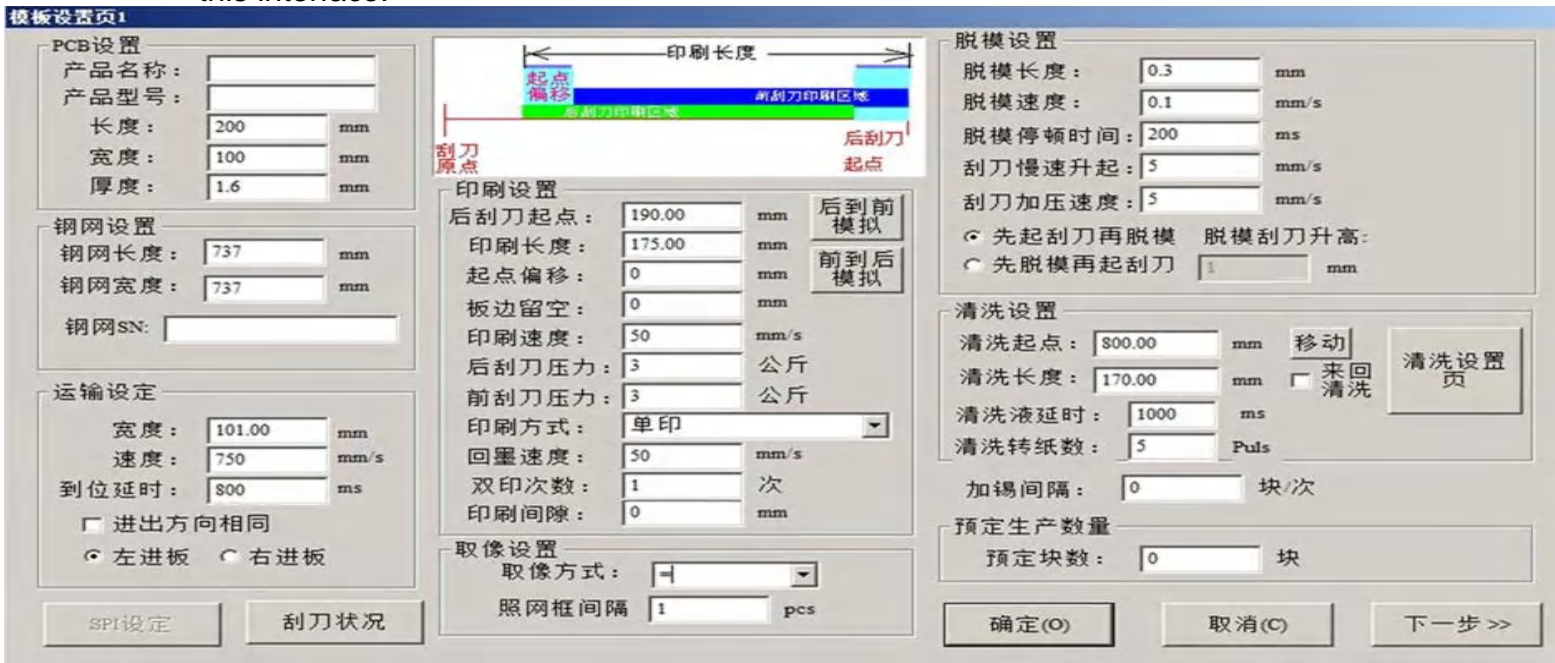 this interface.
模板设置页1
PCB设置
产品名称：
产品型号：
长度： 200 mm
宽度： 100 mm
厚度： 1.6 mm
钢网设置
钢网长度： 737 mm
钢网宽度： 737 mm
钢网SN:
运输设定
宽度： 101.00 mm
速度： 750 mm/s
到位延时： 800 ms
进出方向相同
左进板 右进板
SPI设定 刮刀状况
印刷长度
起点
偏移
前刮刀印刷区域
后刮刀印刷区域
刮刀
原点
后刮刀
起点
印刷设置
后刮刀起点： 190.00 mm
后到前
模拟
印刷长度： 175.00 mm
起点偏移： 0 mm
前到后
模拟
板边留空： 0 mm
印刷速度： 50 mm/s
后刮刀压力： 3 公斤
前刮刀压力： 3 公斤
印刷方式： 单印
回墨速度： 50 mm/s
双印次数： 1 次
印刷间隙： 0 mm
取像设置
取像方式： =
照网框间隔 1 pcs
脱模设置
脱模长度： 0.3 mm
脱模速度： 0.1 mm/s
脱模停顿时间： 200 ms
刮刀慢速升起： 5 mm/s
刮刀加压速度： 5 mm/s
先起刮刀再脱模 脱模刮刀升高:
先脱模再起刮刀 1 mm
清洗设置
清洗起点： 800.00 mm 移动
清洗长度： 170.00 mm
来回
清洗
清洗设置
页
清洗液延时： 1000 ms
清洗转纸数： 5 Puls
加锡间隔： 0 块/次
预定生产数量
预定块数： 0 块
确定(O) 取消(C) 下一步 >>